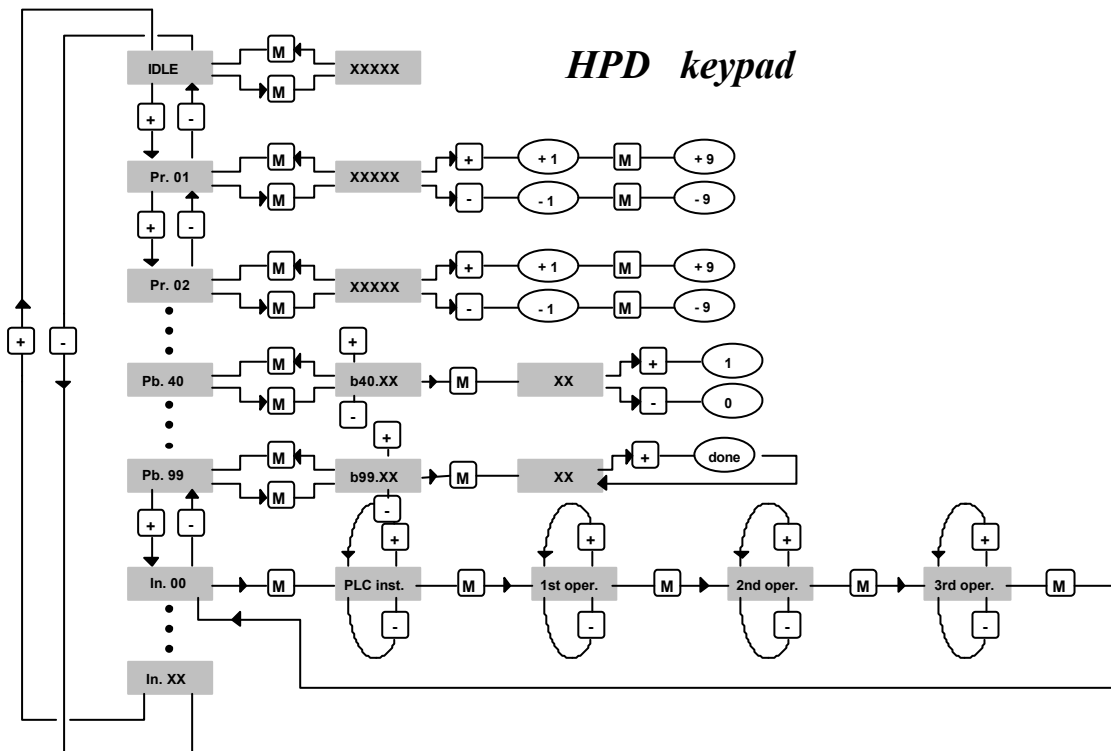 HPD keypad
M
IDLE XXXXX
M
+ -
M + +1 M +9
Pr. 01 XXXXX
M - -1 M -9
+ -
M + +1 M +9
Pr. 02 XXXXX
M - -1 M -9
+ -
+
M + 1
Pb. 40 b40.XX M XX
M - 0
-
+
M + done
Pb. 99 b99.XX M XX
M
-
+ - + + + +
In. 00 M PLC inst. M 1st oper. M 2nd oper. M 3rd oper. M
- - - -
In. XX